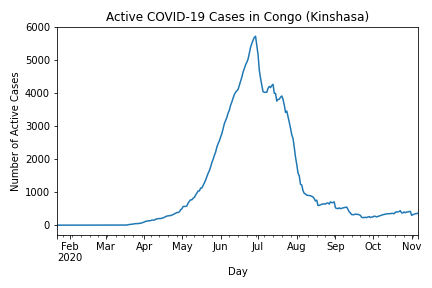 Active COVID-19 Cases in Congo (Kinshasa)
Number of Active Cases
6000
5000
4000
3000
2000
1000
0
Feb Mar Apr May Jun Jul Aug Sep Oct Nov
2020
Day